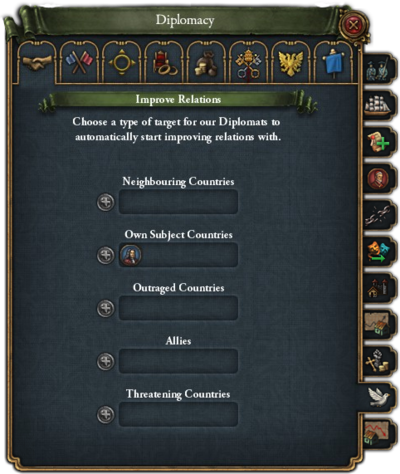 Diplomacy
Improve Relations
Choose a type of target for our Diplomats to
automatically start improving relations with.
Neighbouring Countries
Own Subject Countries
Outraged Countries
Allies
Threatening Countries